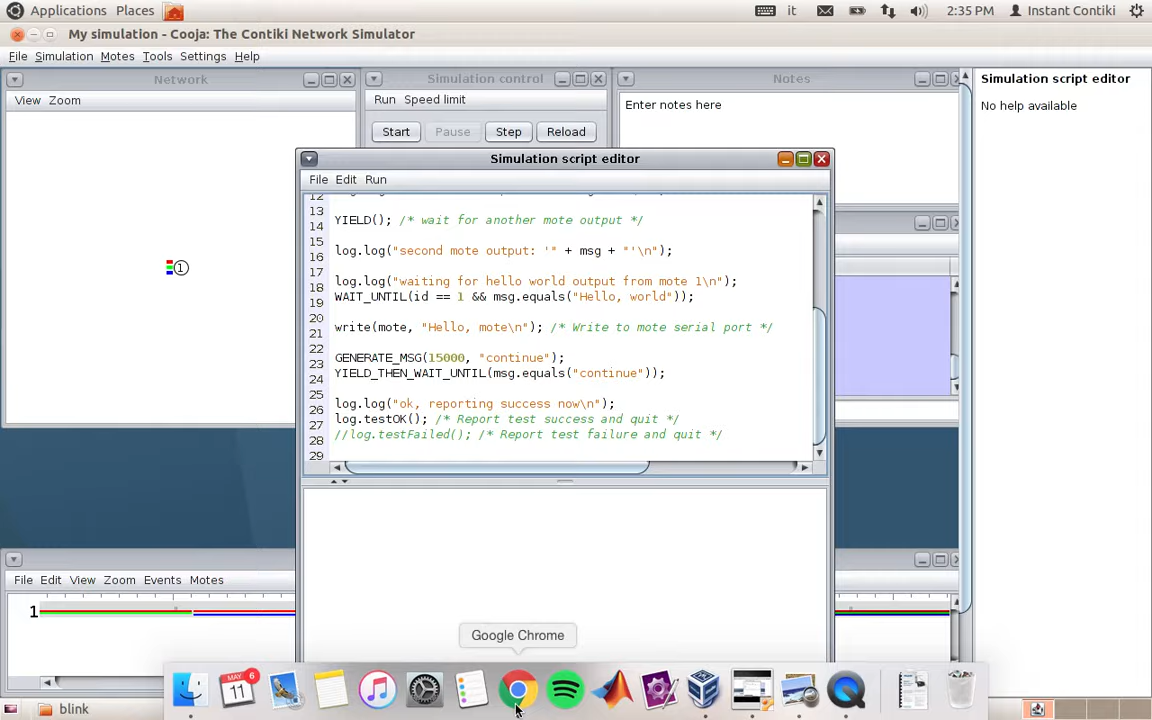 Applications Places it 2:35 PM Instant Contiki
My simulation - Cooja: The Contiki Network Simulator
File Simulation Motes Tools Settings Help
Network
View Zoom
Simulation control
Run Speed limit
Start Pause Step Reload
Notes
Enter notes here
Simulation script editor
No help available
1
Simulation script editor
File Edit Run
12
13
14 YIELD(); /* wait for another mote output */
15
16 log.log("second mote output: '" + msg + "'\n");
17
18 log.log("waiting for hello world output from mote 1\n");
19 WAIT_UNTIL(id == 1 && msg.equals("Hello, world"));
20
21 write(mote, "Hello, mote\n"); /* Write to mote serial port */
22
23 GENERATE_MSG(15000, "continue");
24 YIELD_THEN_WAIT_UNTIL(msg.equals("continue"));
25
26 log.log("ok, reporting success now\n");
27 log.testOK(); /* Report test success and quit */
28 //log.testFailed(); /* Report test failure and quit */
29
File Edit View Zoom Events Motes
1
Google Chrome
MAY
11
6
blink